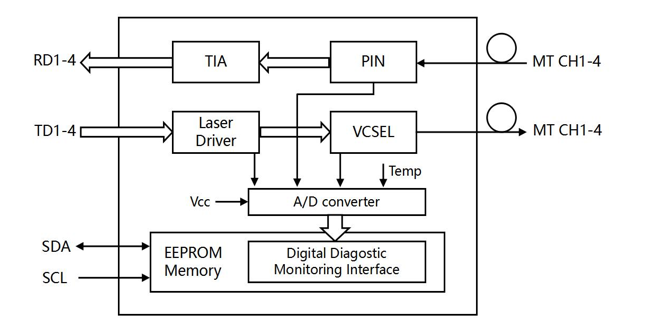 RD1-4
TIA
PIN
MT CH1-4
TD1-4
Laser
Driver
VCSEL
MT CH1-4
Temp
Vcc
A/D converter
SDA
SCL
EEPROM
Memory
Digital Diagostic
Monitoring Interface